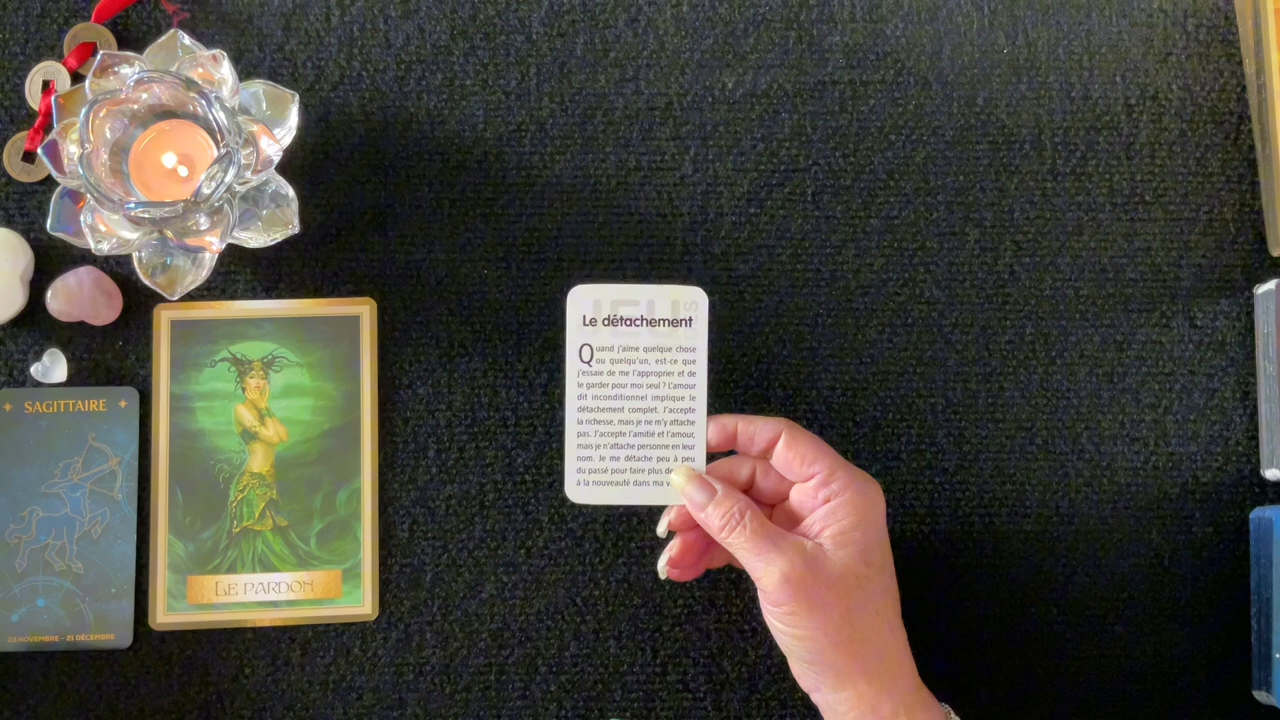 Le détachement
Quand j'aime quelque chose
ou quelqu'un, est-ce que
j'essaie de me l'approprier et de
le garder pour moi seul ? L'amour
dit inconditionnel implique le
détachement complet. J'accepte
la richesse, mais je ne m'y attache
pas. J'accepte l'amitié et l'amour,
mais je n'attache personne en leur
nom. Je me détache peu à peu
du passé pour faire plus de
à la nouveauté dans ma
SAGITTAIRE
23 NOVEMBRE - 21 DÉCEMBRE
LE PARDON